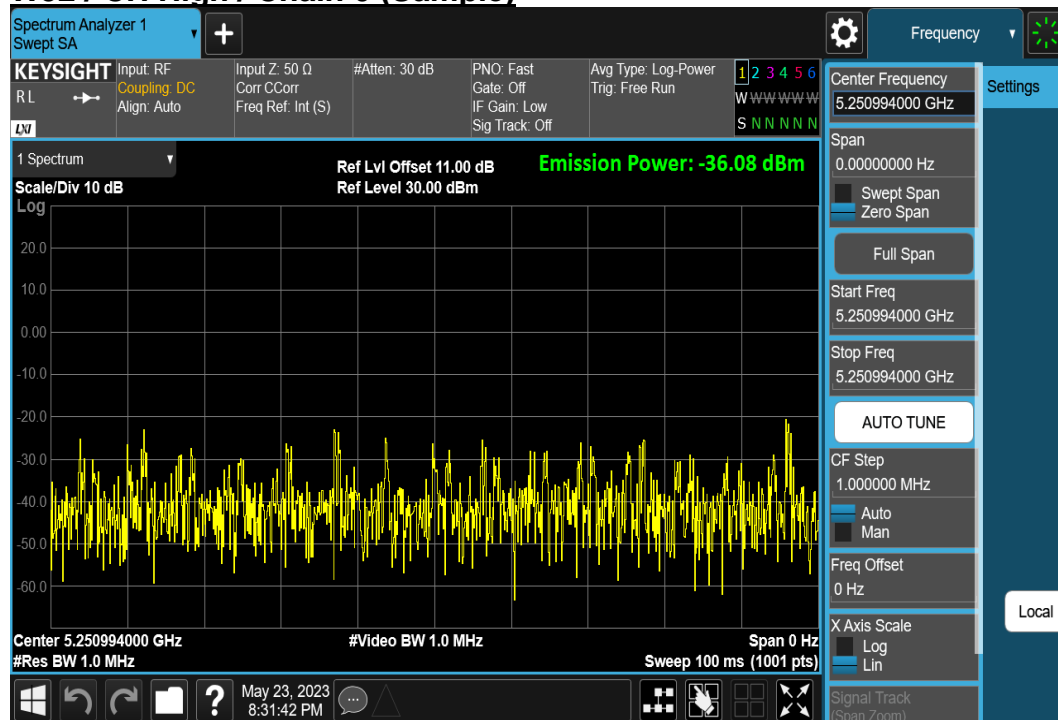 Spectrum Analyzer 1
Swept SA
Frequency
KEYSIGHT
R L
LXI
Input: RF
Coupling: DC
Align: Auto
Input Z: 50 Ω
Corr CCorr
Freq Ref: Int (S)
#Atten: 30 dB
PNO: Fast
Gate: Off
IF Gain: Low
Sig Track: Off
Avg Type: Log-Power
Trig: Free Run
1 2 3 4 5 6
W W W W W W
S N N N N N
1 Spectrum
Scale/Div 10 dB
Log
Ref Lvl Offset 11.00 dB
Ref Level 30.00 dBm
Emission Power: -36.08 dBm
20.0
10.0
0.00
-10.0
-20.0
-30.0
-40.0
-50.0
-60.0
Center 5.250994000 GHz
#Res BW 1.0 MHz
#Video BW 1.0 MHz
Span 0 Hz
Sweep 100 ms (1001 pts)
May 23, 2023
8:31:42 PM
Center Frequency
5.250994000 GHz
Span
0.00000000 Hz
Swept Span
Zero Span
Full Span
Start Freq
5.250994000 GHz
Stop Freq
5.250994000 GHz
AUTO TUNE
CF Step
1.000000 MHz
Auto
Man
Freq Offset
0 Hz
X Axis Scale
Log
Lin
Signal Track
(Span Zoom)
Settings
Local